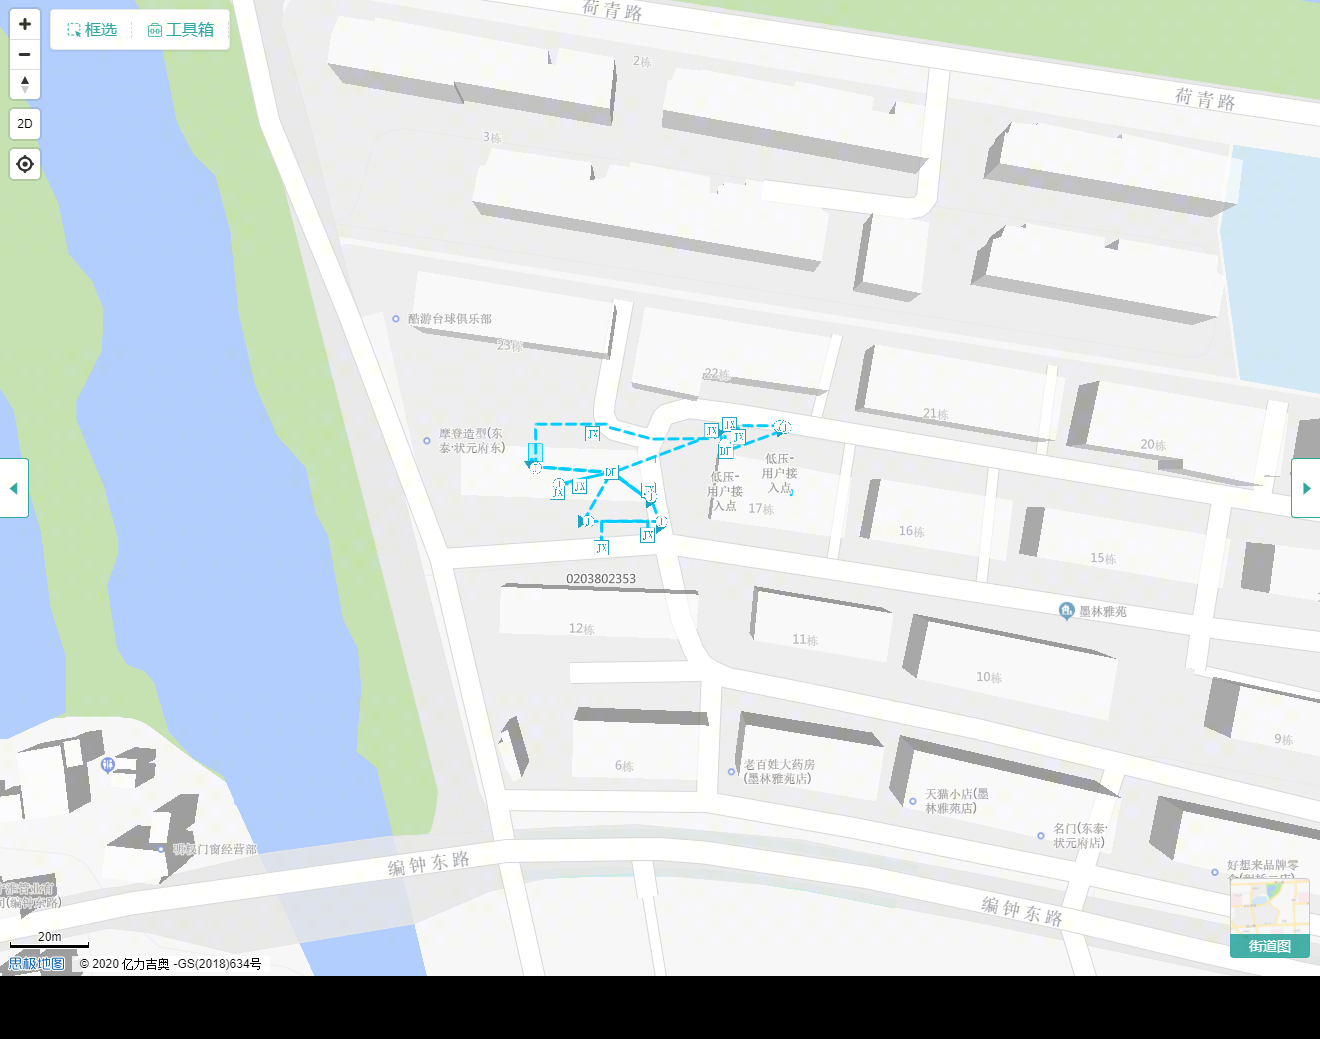 框选
工具箱
2D
荷青路
荷青路
2栋
3栋
酷游台球俱乐部
23栋
22栋
21栋
20栋
摩登造型(东
泰·状元府东)
JX
JX
JX
JX
DF
DF
低压-
用户接
入点
低压-
用户接
入点
JX
JX
JX
17栋
16栋
15栋
JX
JX
0203802353
墨林雅苑
12栋
11栋
10栋
9栋
6栋
老百姓大药房
(墨林雅苑店)
天猫小店(墨
林雅苑店)
名门(东泰·
状元府店)
好想来品牌零
门窗经营部
编钟东路
编钟东路
(编钟东路)
20m
思极地图
© 2020 亿力吉奥 -GS(2018)634号
街道图